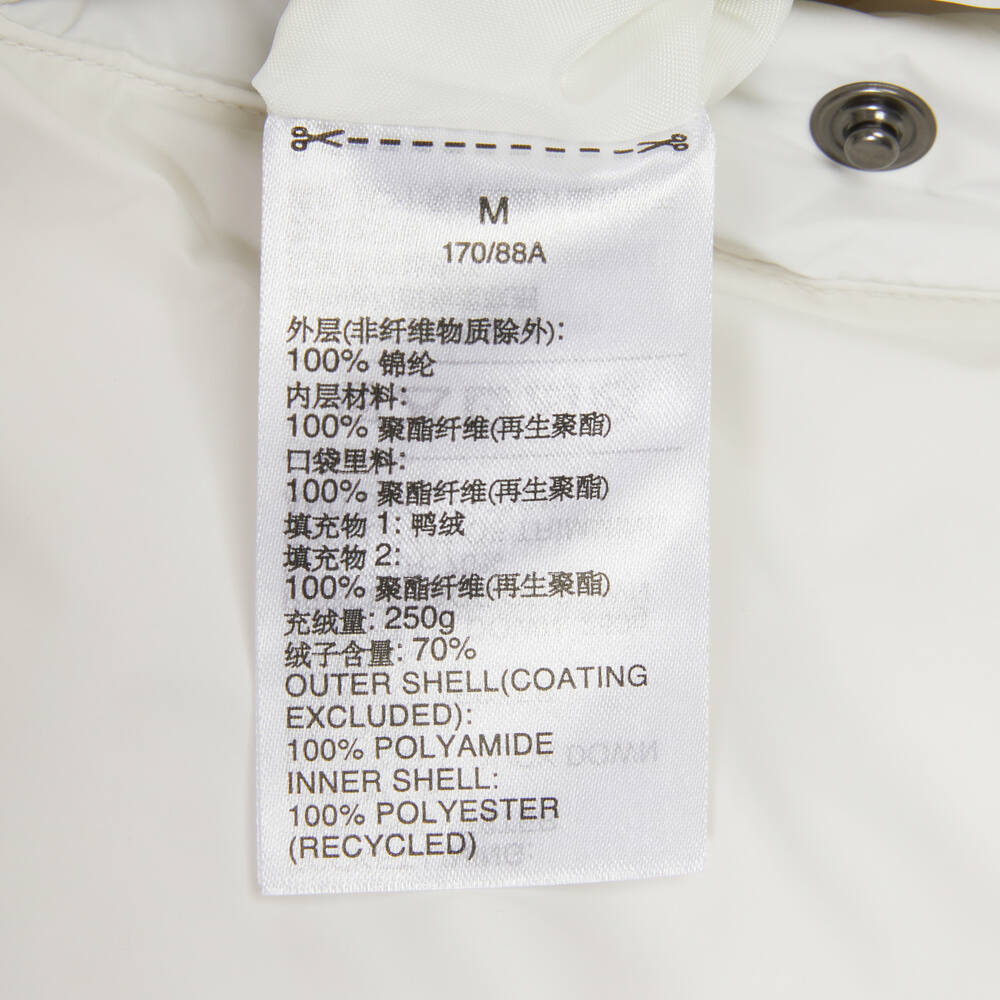 M
170/88A
外层(非纤维物质除外):
100% 锦纶
内层材料:
100% 聚酯纤维(再生聚酯)
口袋里料:
100% 聚酯纤维(再生聚酯)
填充物 1: 鸭绒
填充物 2:
100% 聚酯纤维(再生聚酯)
充绒量: 250g
绒子含量: 70%
OUTER SHELL(COATING
EXCLUDED):
100% POLYAMIDE
INNER SHELL:
100% POLYESTER
(RECYCLED)